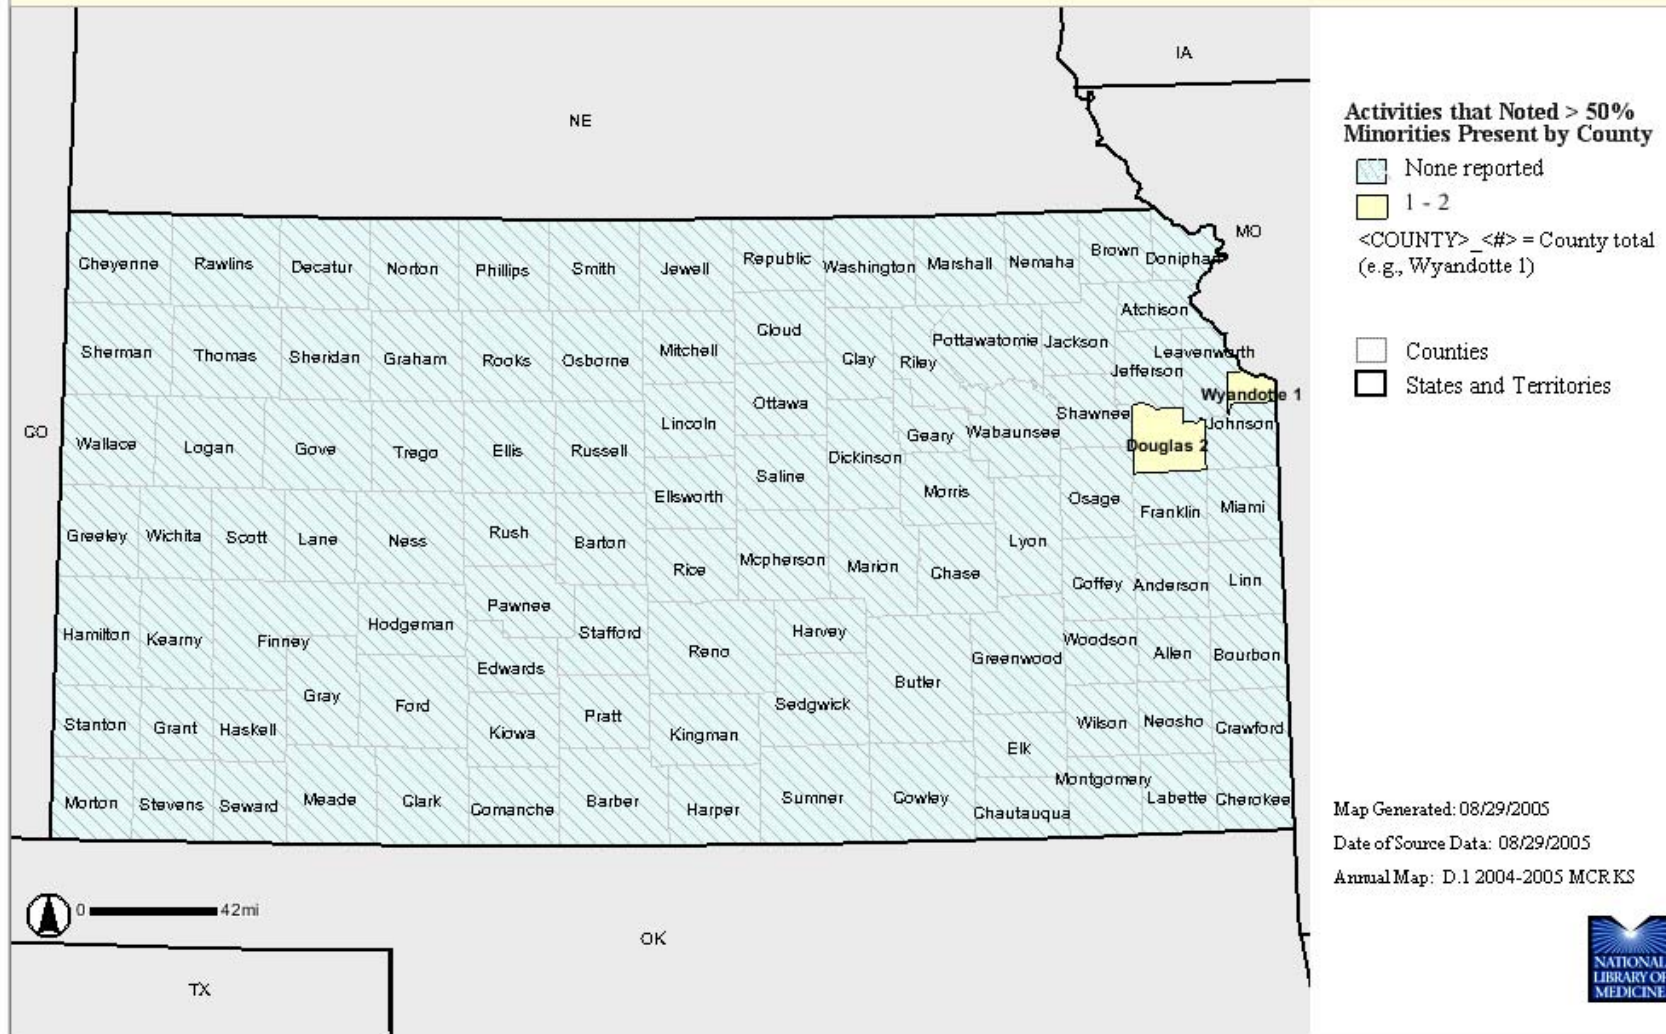 IA
NE
MO
CO
OK
TX
Cheyenne
Rawlins
Decatur
Norton
Phillips
Smith
Jewell
Republic
Washington
Marshall
Nemaha
Brown
Doniphan
Atchison
Sherman
Thomas
Sheridan
Graham
Rooks
Osborne
Mitchell
Cloud
Clay
Riley
Pottawatomie
Jackson
Leavenworth
Jefferson
Wyandotte 1
Wallace
Logan
Gove
Trego
Ellis
Russell
Lincoln
Ottawa
Saline
Dickinson
Geary
Wabaunsee
Shawnee
Douglas 2
Johnson
Ellsworth
Morris
Osage
Franklin
Miami
Greeley
Wichita
Scott
Lane
Ness
Rush
Barton
Rice
Mcpherson
Marion
Chase
Lyon
Coffey
Anderson
Linn
Hamilton
Kearny
Finney
Hodgeman
Pawnee
Stafford
Edwards
Reno
Harvey
Butler
Greenwood
Woodson
Allen
Bourbon
Stanton
Grant
Haskell
Gray
Ford
Kiowa
Pratt
Kingman
Sedgwick
Elk
Wilson
Neosho
Crawford
Morton
Stevens
Seward
Meade
Clark
Comanche
Barber
Harper
Sumner
Cowley
Chautauqua
Montgomery
Labette
Cherokee
0 42mi
Activities that Noted > 50%
Minorities Present by County
None reported
1 - 2
<COUNTY>_<#> = County total
(e.g., Wyandotte 1)
Counties
States and Territories
Map Generated: 08/29/2005
Date of Source Data: 08/29/2005
Annual Map: D.1 2004-2005 MCR KS
NATIONAL
LIBRARY OF
MEDICINE